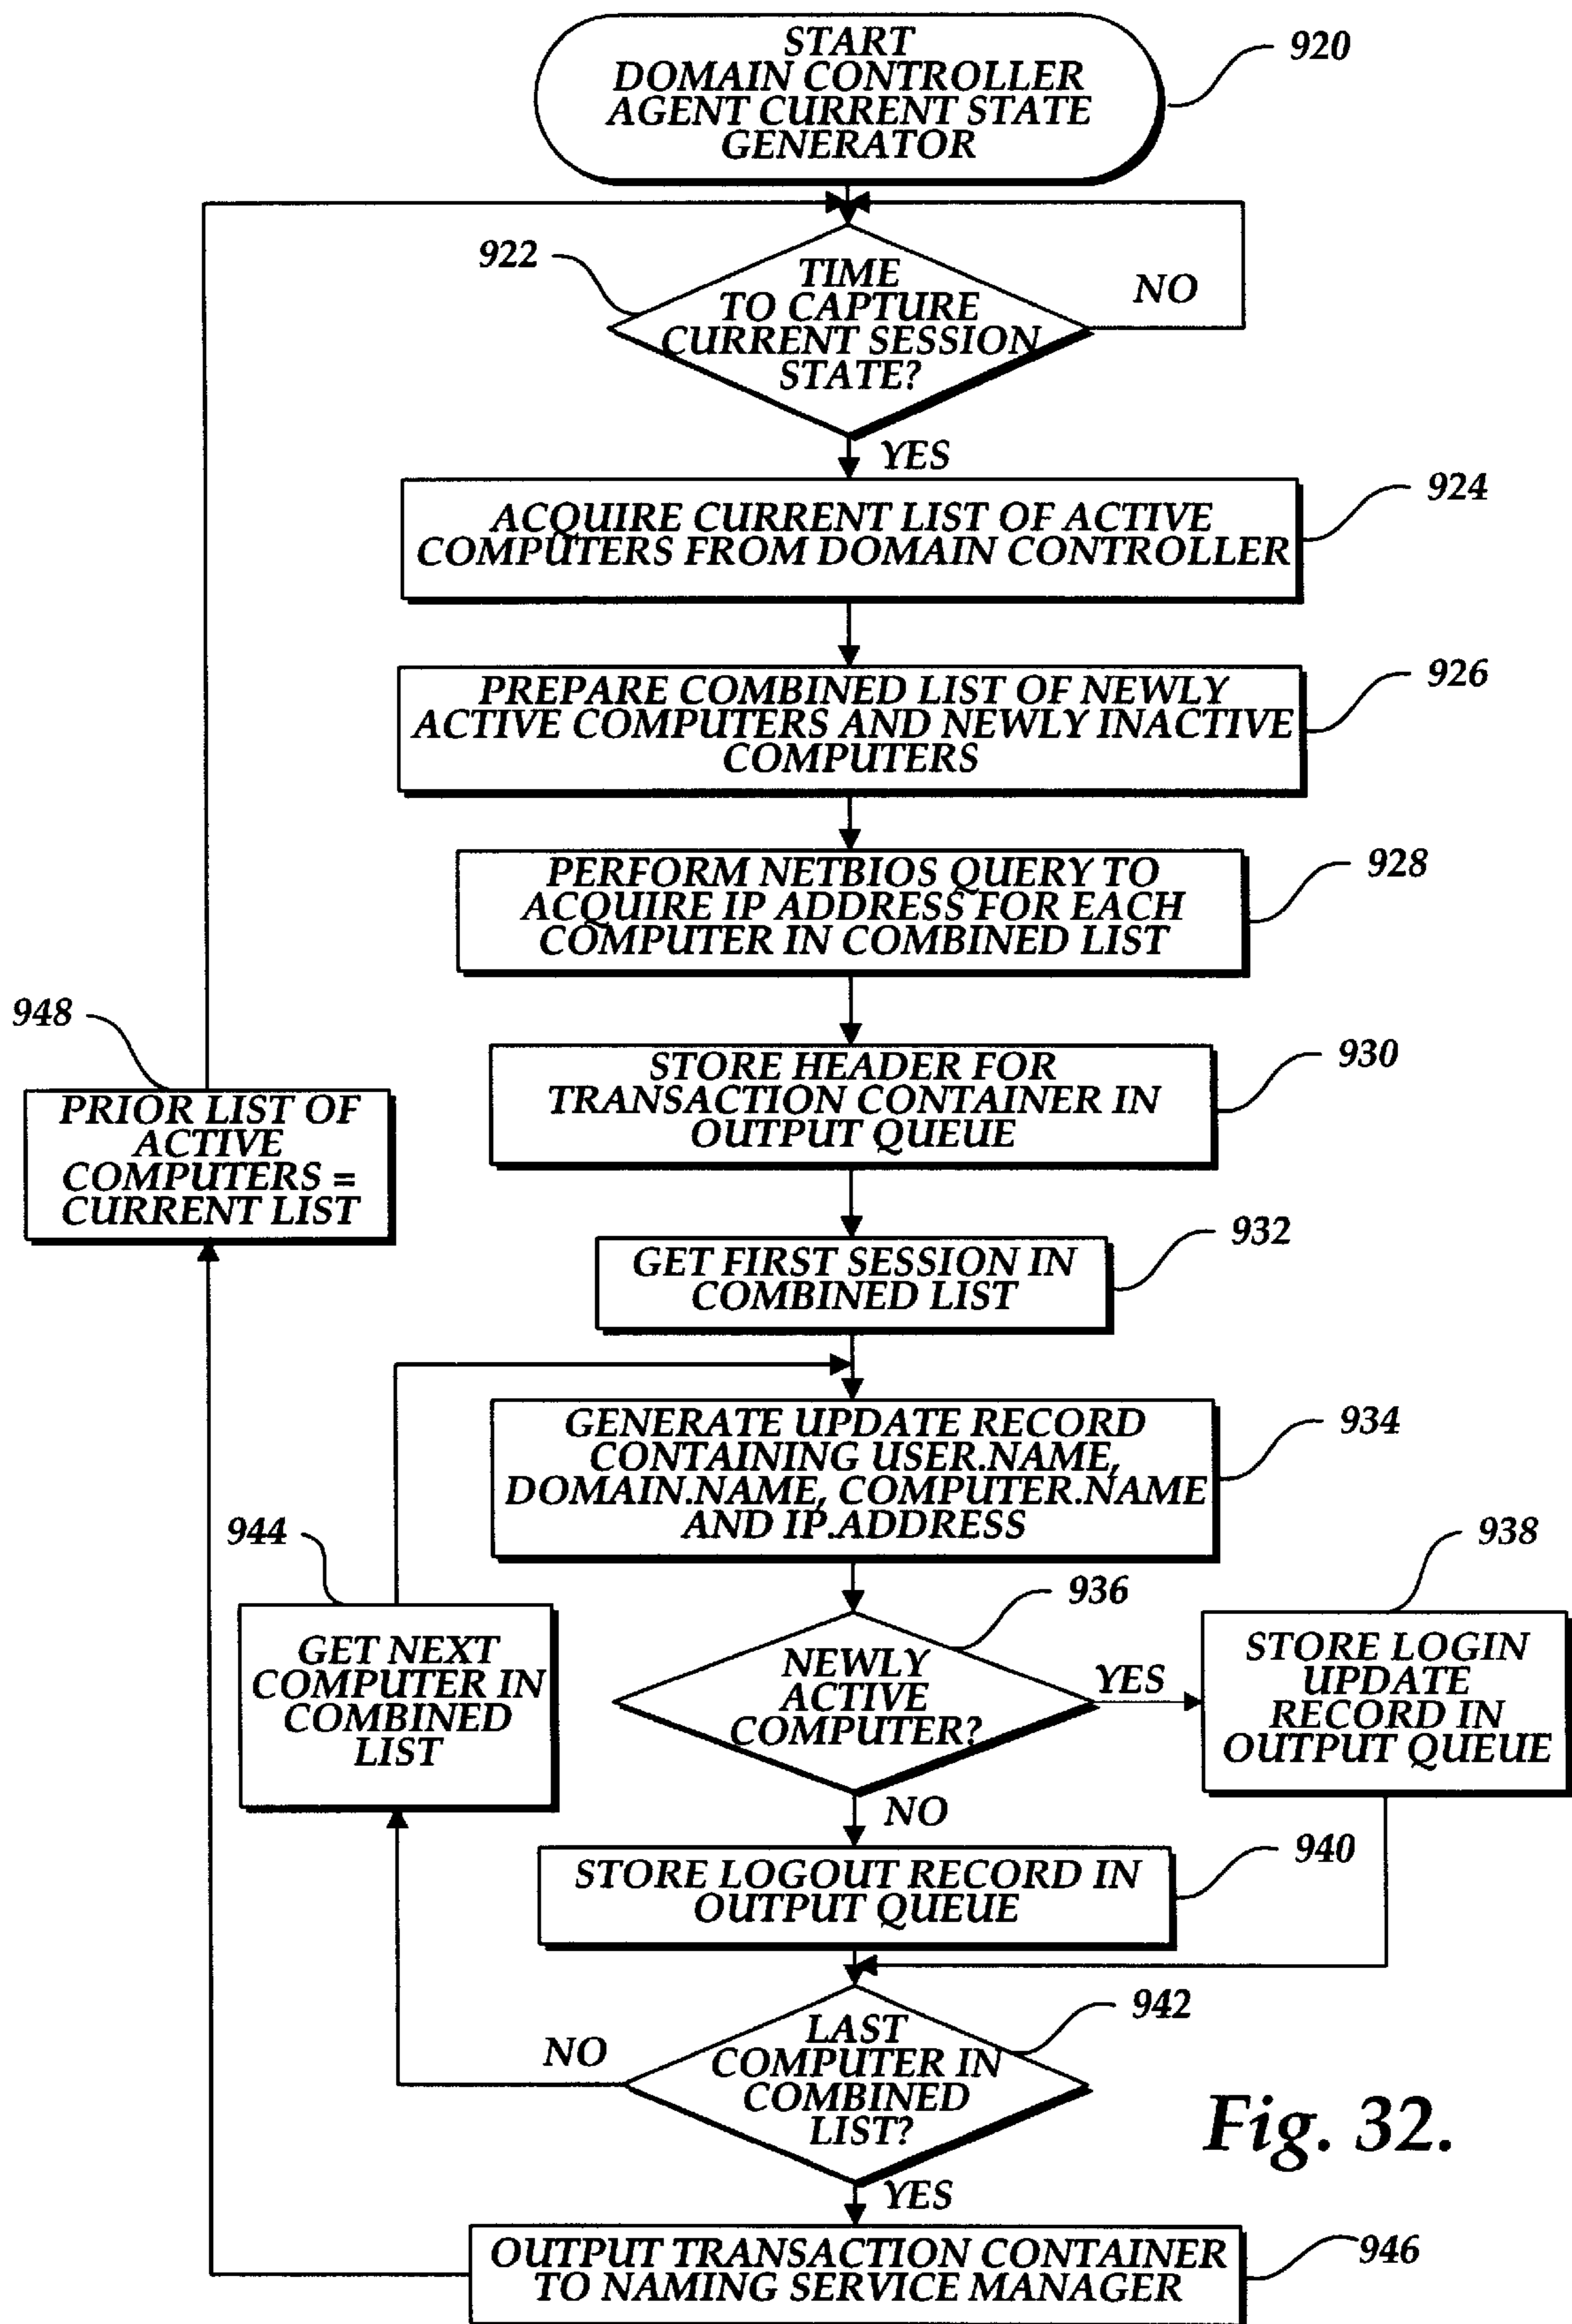 START
DOMAIN CONTROLLER
AGENT CURRENT STATE
GENERATOR
920
922
TIME
TO CAPTURE
CURRENT SESSION
STATE?
NO
YES
924
ACQUIRE CURRENT LIST OF ACTIVE
COMPUTERS FROM DOMAIN CONTROLLER
926
PREPARE COMBINED LIST OF NEWLY
ACTIVE COMPUTERS AND NEWLY INACTIVE
COMPUTERS
928
PERFORM NETBIOS QUERY TO
ACQUIRE IP ADDRESS FOR EACH
COMPUTER IN COMBINED LIST
948
PRIOR LIST OF
ACTIVE
COMPUTERS =
CURRENT LIST
930
STORE HEADER FOR
TRANSACTION CONTAINER IN
OUTPUT QUEUE
932
GET FIRST SESSION IN
COMBINED LIST
934
GENERATE UPDATE RECORD
CONTAINING USER.NAME,
DOMAIN.NAME, COMPUTER.NAME
AND IP.ADDRESS
944
GET NEXT
COMPUTER IN
COMBINED
LIST
936
NEWLY
ACTIVE
COMPUTER?
YES
938
STORE LOGIN
UPDATE
RECORD IN
OUTPUT QUEUE
NO
940
STORE LOGOUT RECORD IN
OUTPUT QUEUE
942
NO
LAST
COMPUTER IN
COMBINED
LIST?
Fig. 32.
YES
946
OUTPUT TRANSACTION CONTAINER
TO NAMING SERVICE MANAGER